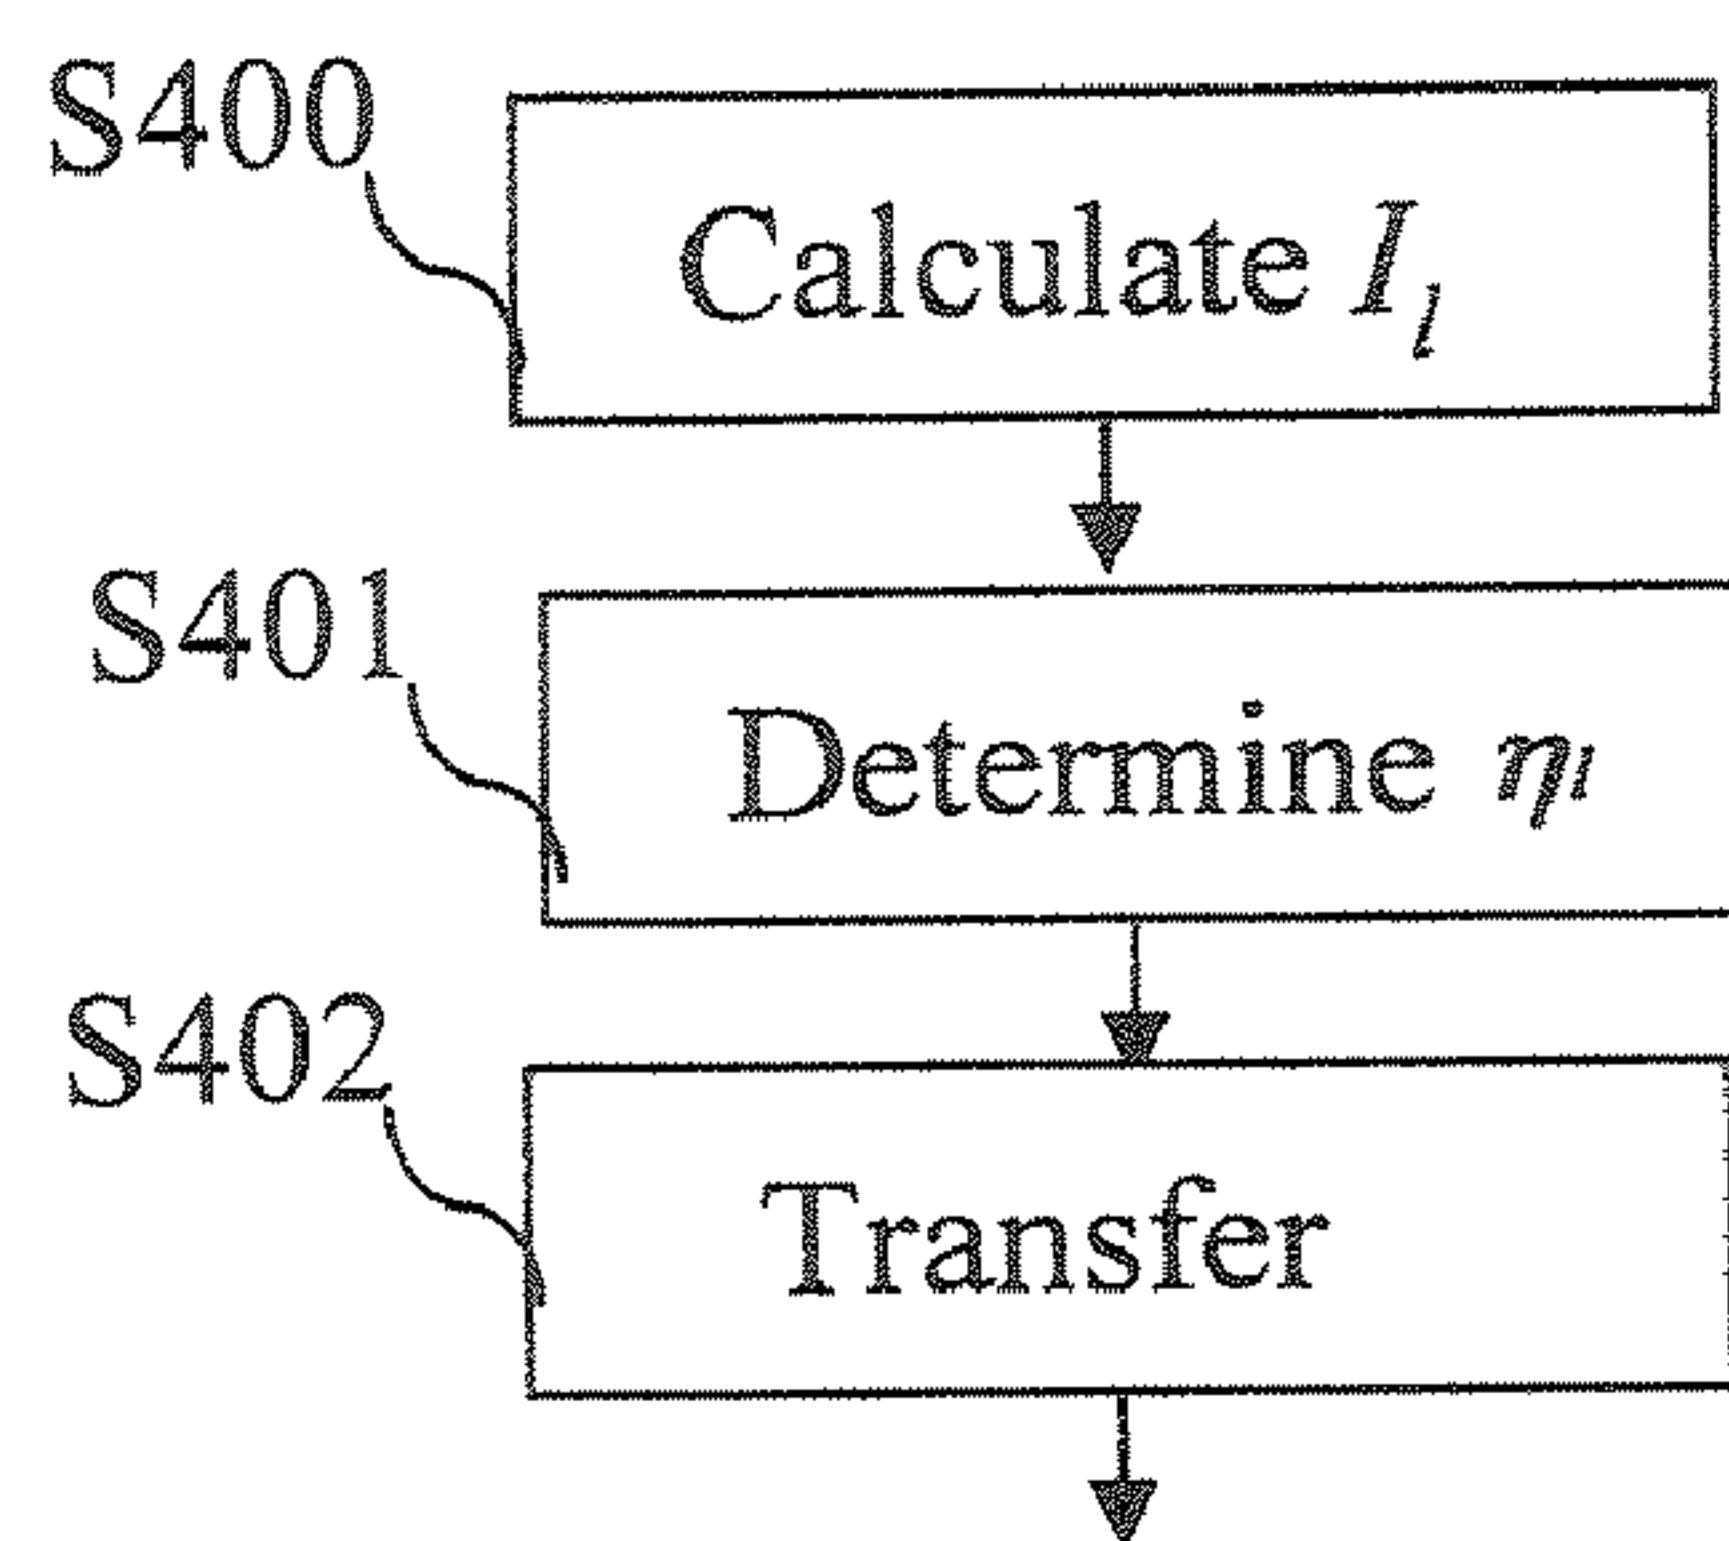 S400
Calculate I_l
S401
Determine η_l
S402
Transfer